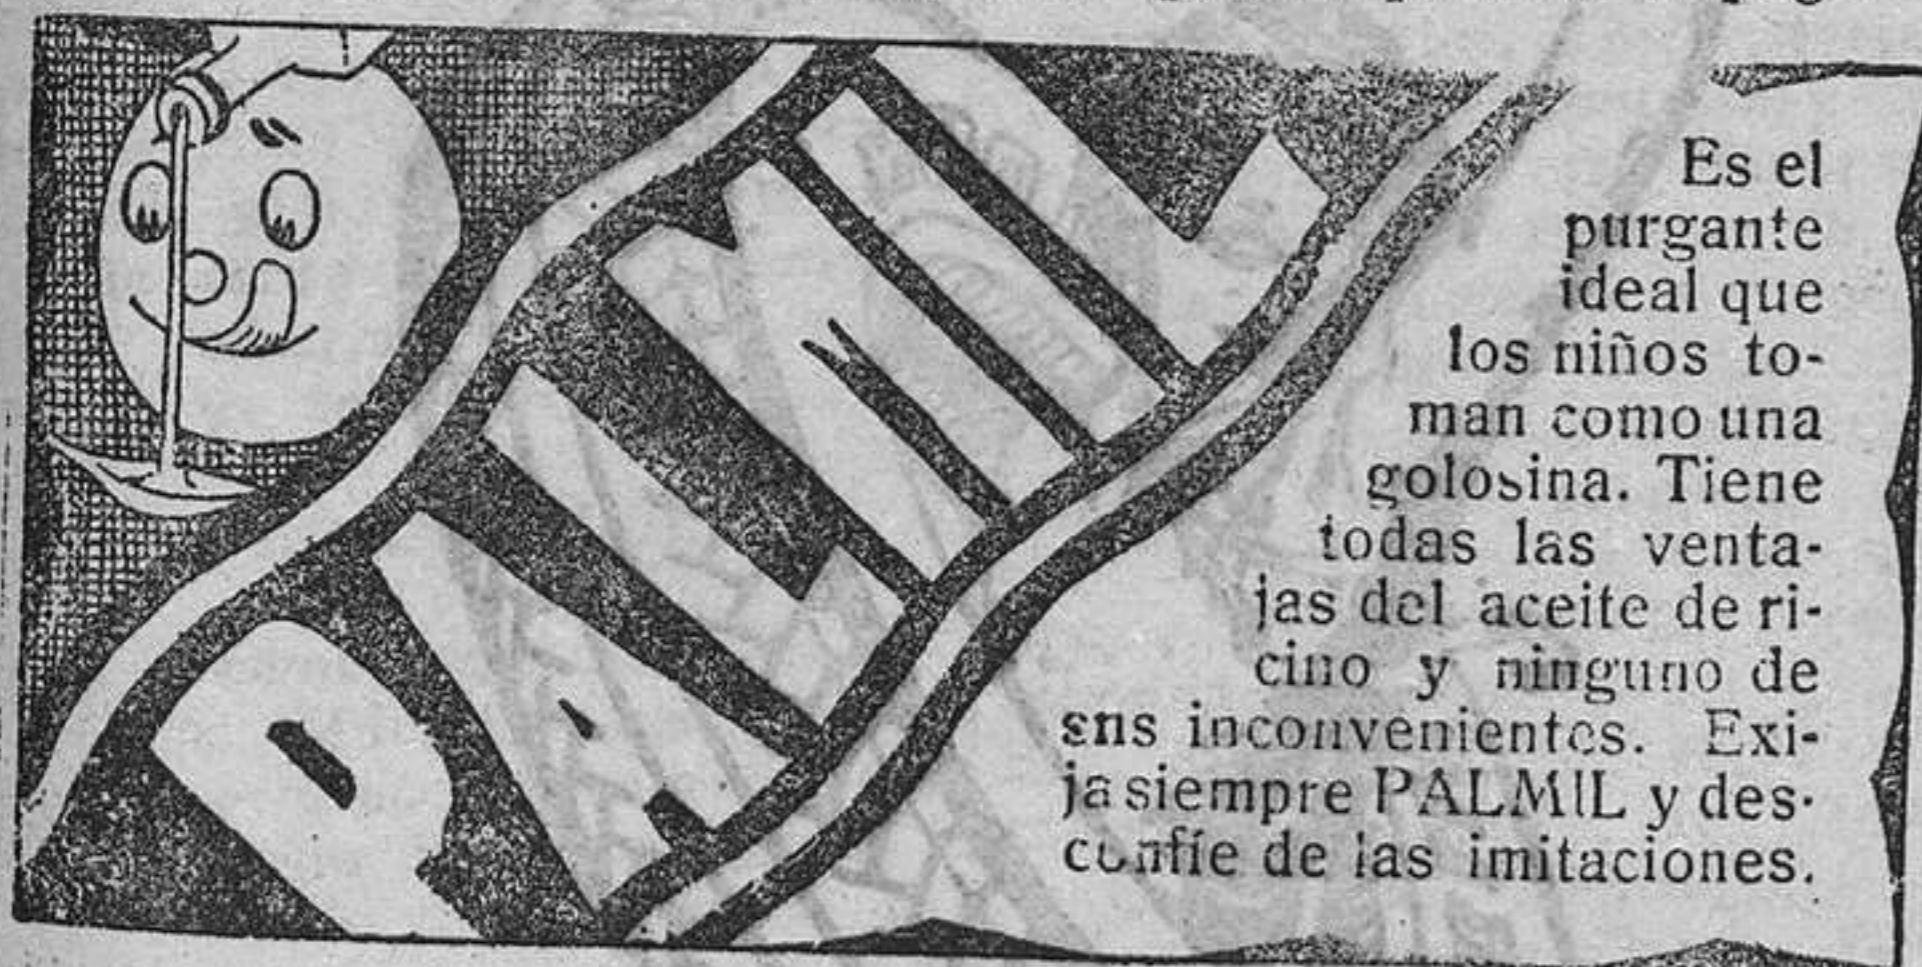 PALMIL
Es el
purgante
ideal que
los niños to-
man como una
golosina. Tiene
todas las venta-
jas del aceite de ri-
cino y ninguno de
sns inconvenientes. Exi-
ja siempre PALMIL y des-
confíe de las imitaciones.